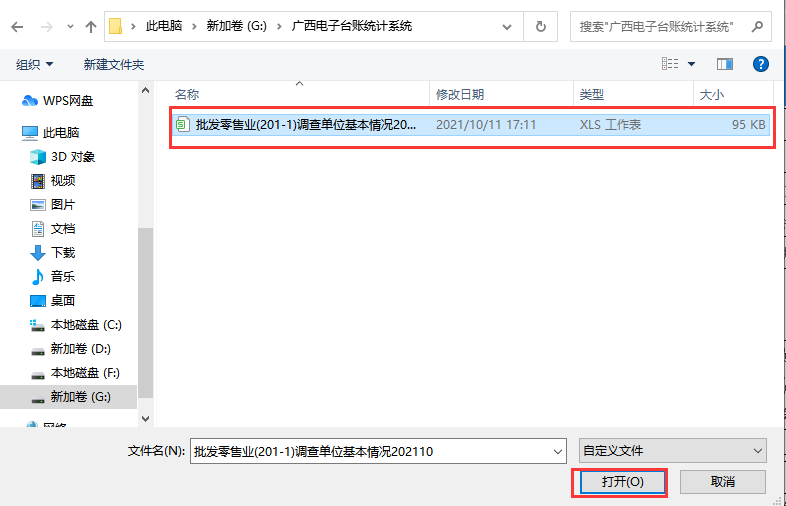 此电脑 › 新加卷 (G:) › 广西电子台账统计系统
搜索"广西电子台账统计系统"
组织 新建文件夹
名称 修改日期 类型 大小
批发零售业(201-1)调查单位基本情况20... 2021/10/11 17:11 XLS 工作表 95 KB
WPS网盘
此电脑
3D 对象
视频
图片
文档
下载
音乐
桌面
本地磁盘 (C:)
新加卷 (D:)
本地磁盘 (F:)
新加卷 (G:)
网络
文件名(N): 批发零售业(201-1)调查单位基本情况202110 自定义文件
打开(O) 取消